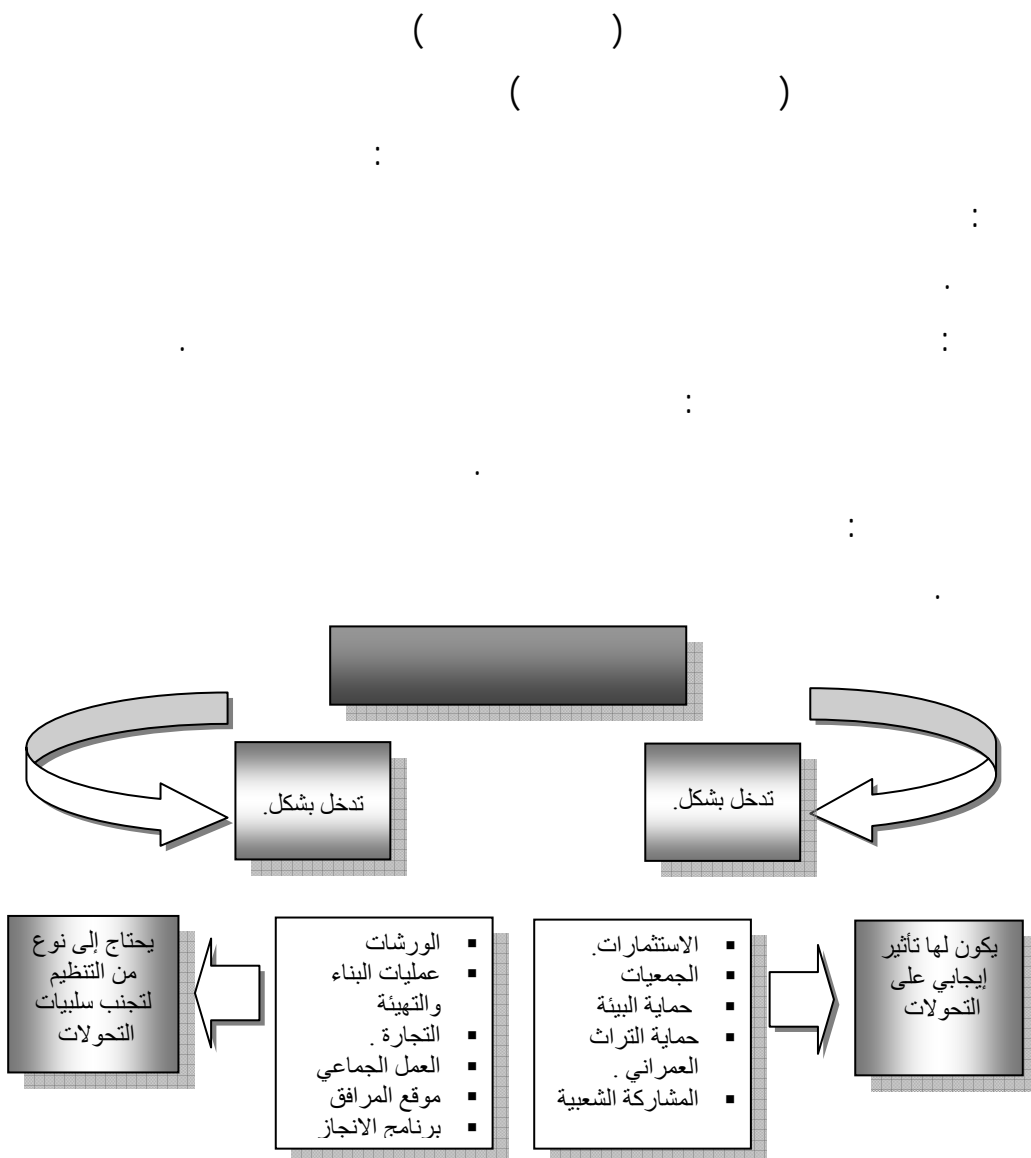 ( )
( )
:
:
.
: .
:
.
:
.
تدخل بشكل.
تدخل بشكل.
يكون لها تأثير
إيجابي على
التحولات
▪ الاستثمارات.
▪ الجمعيات
▪ حماية البيئة
▪ حماية التراث
العمراني .
▪ المشاركة الشعبية
▪ الورشات
▪ عمليات البناء
والتهيئة
▪ التجارة .
▪ العمل الجماعي
▪ موقع المرافق
▪ برنامج الانجاز
يحتاج إلى نوع
من التنظيم
لتجنب سلبيات
التحولات